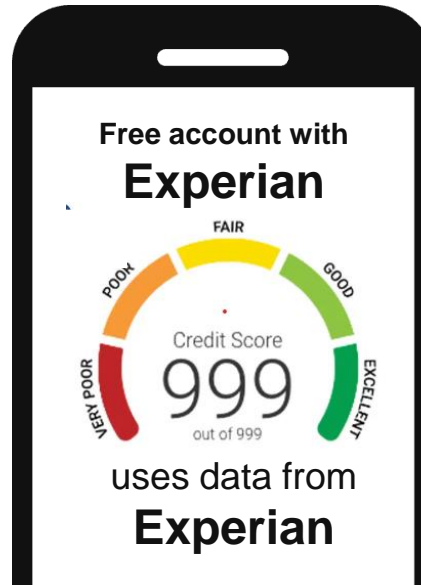 Free account with
Experian
FAIR
POOR
GOOD
VERY POOR
EXCELLENT
Credit Score
999
out of 999
uses data from
Experian